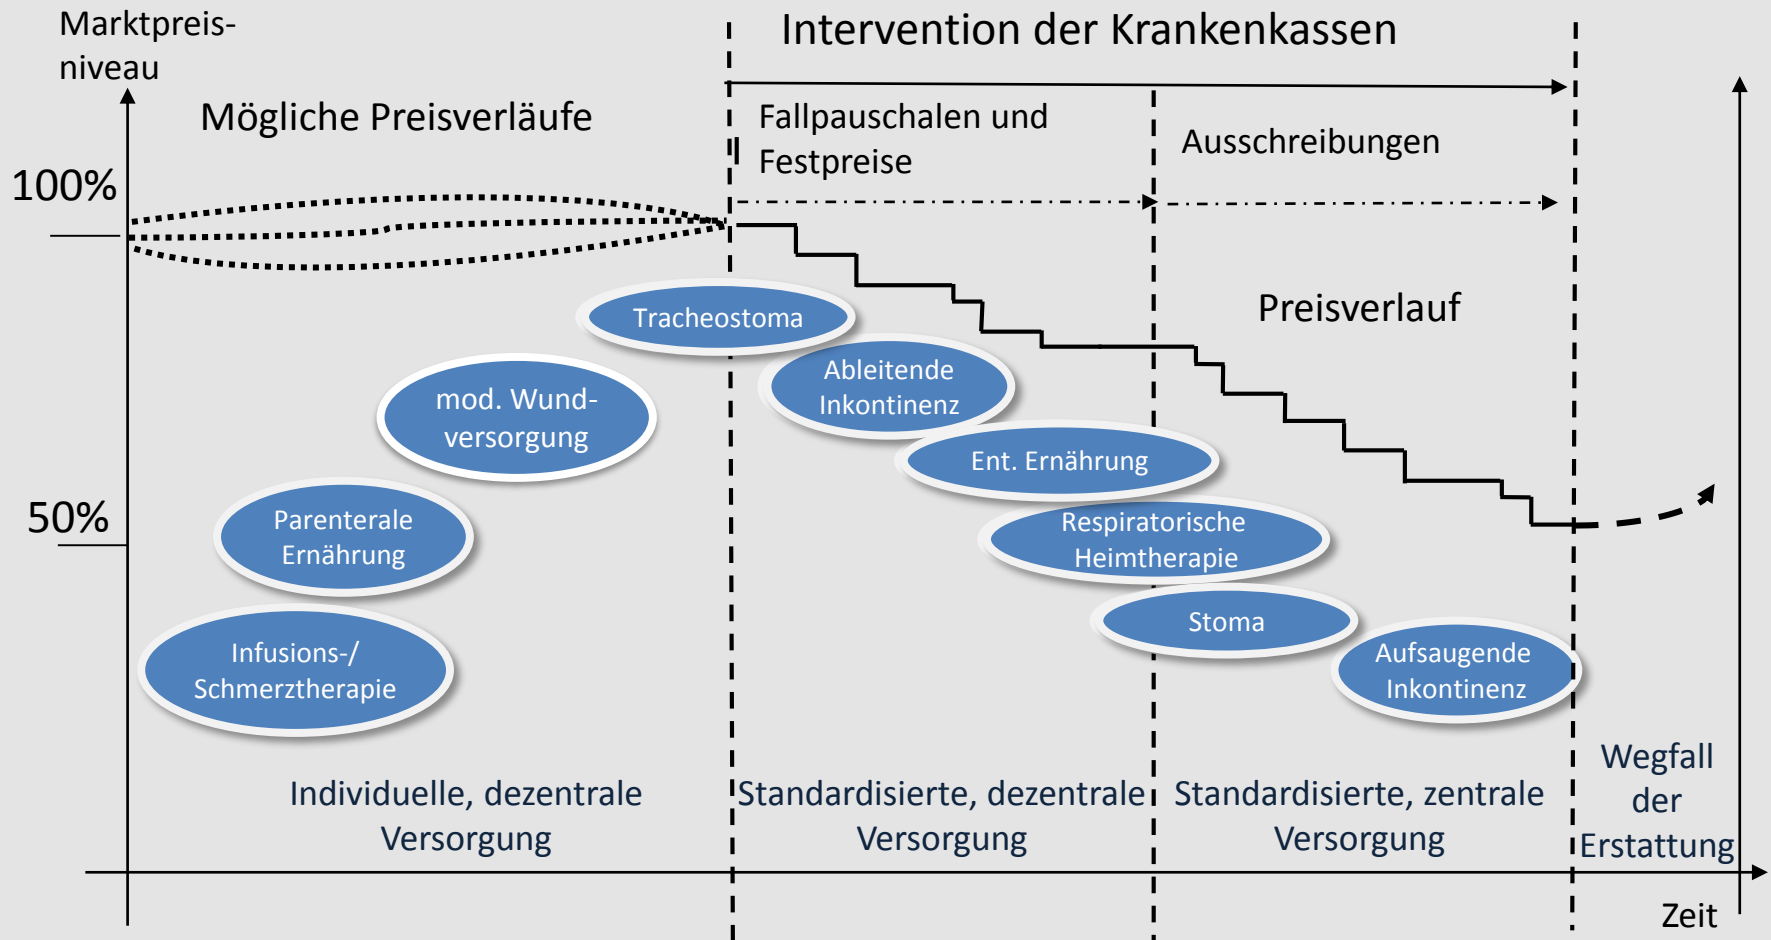 Marktpreis-
niveau
Intervention der Krankenkassen
Mögliche Preisverläufe
Fallpauschalen und
Festpreise
Ausschreibungen
100%
Preisverlauf
Tracheostoma
Ableitende
Inkontinenz
mod. Wund-
versorgung
Ent. Ernährung
50%
Parenterale
Ernährung
Respiratorische
Heimtherapie
Stoma
Infusions-/
Schmerztherapie
Aufsaugende
Inkontinenz
Individuelle, dezentrale
Versorgung
Standardisierte, dezentrale
Versorgung
Standardisierte, zentrale
Versorgung
Wegfall
der
Erstattung
Zeit